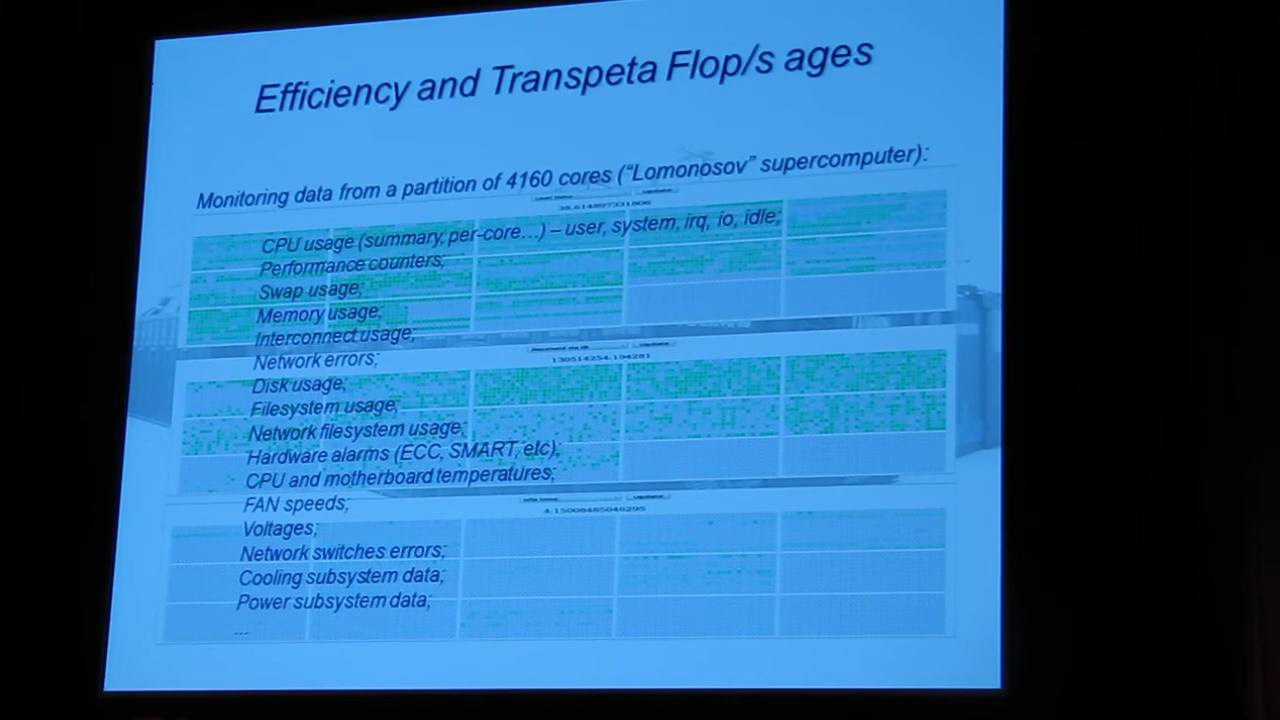 Efficiency and Transpeta Flop/s ages
Monitoring data from a partition of 4160 cores ("Lomonosov" supercomputer):
CPU usage (summary, per-core…) – user, system, irq, io, idle;
Performance counters;
Swap usage;
Memory usage;
Interconnect usage;
Network errors;
Disk usage;
Filesystem usage;
Network filesystem usage;
Hardware alarms (ECC, SMART, etc);
CPU and motherboard temperatures;
FAN speeds;
Voltages;
Network switches errors;
Cooling subsystem data;
Power subsystem data;
...